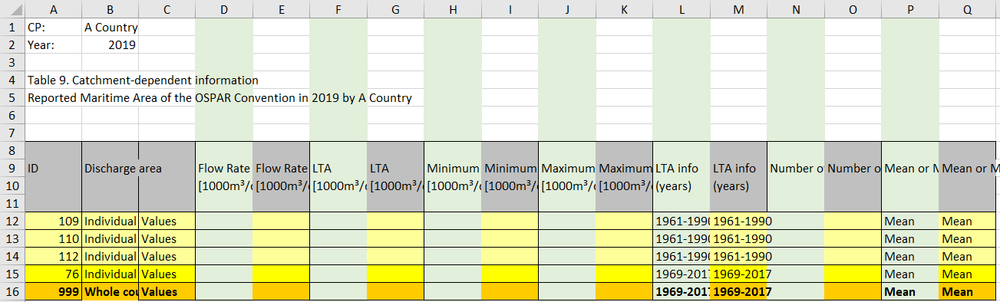 A B C D E F G H I J K L M N O P Q
1 CP: A Country
2 Year: 2019
3
4 Table 9. Catchment-dependent information
5 Reported Maritime Area of the OSPAR Convention in 2019 by A Country
6
7
8
9 ID Discharge area Flow Rate Flow Rate LTA LTA Minimum Minimum Maximum Maximum LTA info LTA info Number o Number o Mean or M Mean or M
10 [1000m³/ [1000m³/ [1000m³/ [1000m³/ [1000m³/ [1000m³/ [1000m³/ [1000m³/ (years) (years)
11
12 109 Individual Values 1961-199 1961-1990 Mean Mean
13 110 Individual Values 1961-199 1961-1990 Mean Mean
14 112 Individual Values 1961-199 1961-1990 Mean Mean
15 76 Individual Values 1969-201 1969-2017 Mean Mean
16 999 Whole cou Values 1969-201 1969-2017 Mean Mean